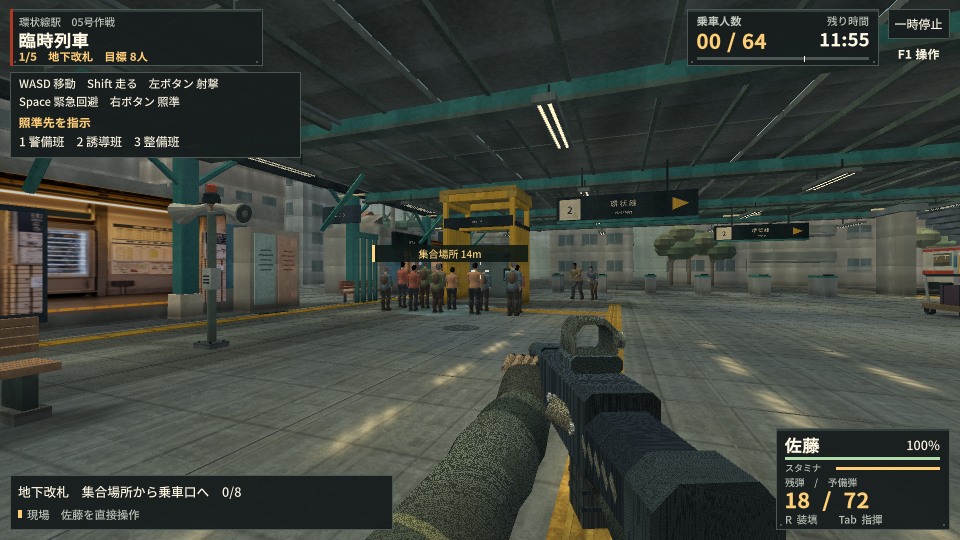 環状線駅　05号作戦
臨時列車
1/5　地下改札　目標 8人
WASD 移動　Shift 走る　左ボタン 射撃
Space 緊急回避　右ボタン 照準
照準先を指示
1 警備班　2 誘導班　3 整備班
乗車人数　残り時間
00 / 64　11:55
一時停止
F1 操作
2 環状線
2 環状線
集合場所 14m
地下改札　集合場所から乗車口へ　0/8
現場　佐藤を直接操作
佐藤　100%
スタミナ
残弾　/　予備弾
18 / 72
R 装填　Tab 指揮